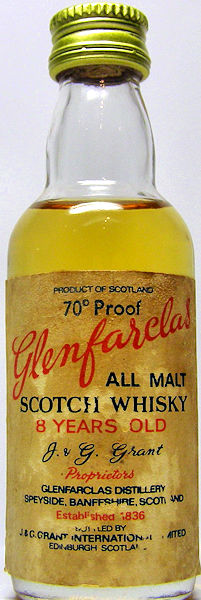 PRODUCT OF SCOTLAND
70° Proof
Glenfarclas
ALL MALT
SCOTCH WHISKY
8 YEARS OLD
J. & G. Grant
Proprietors
GLENFARCLAS DISTILLERY
SPEYSIDE, BANFFSHIRE, SCOTLAND
Established 1836
BOTTLED BY
J. & G. GRANT INTERNATIONAL LIMITED
EDINBURGH SCOTLAND